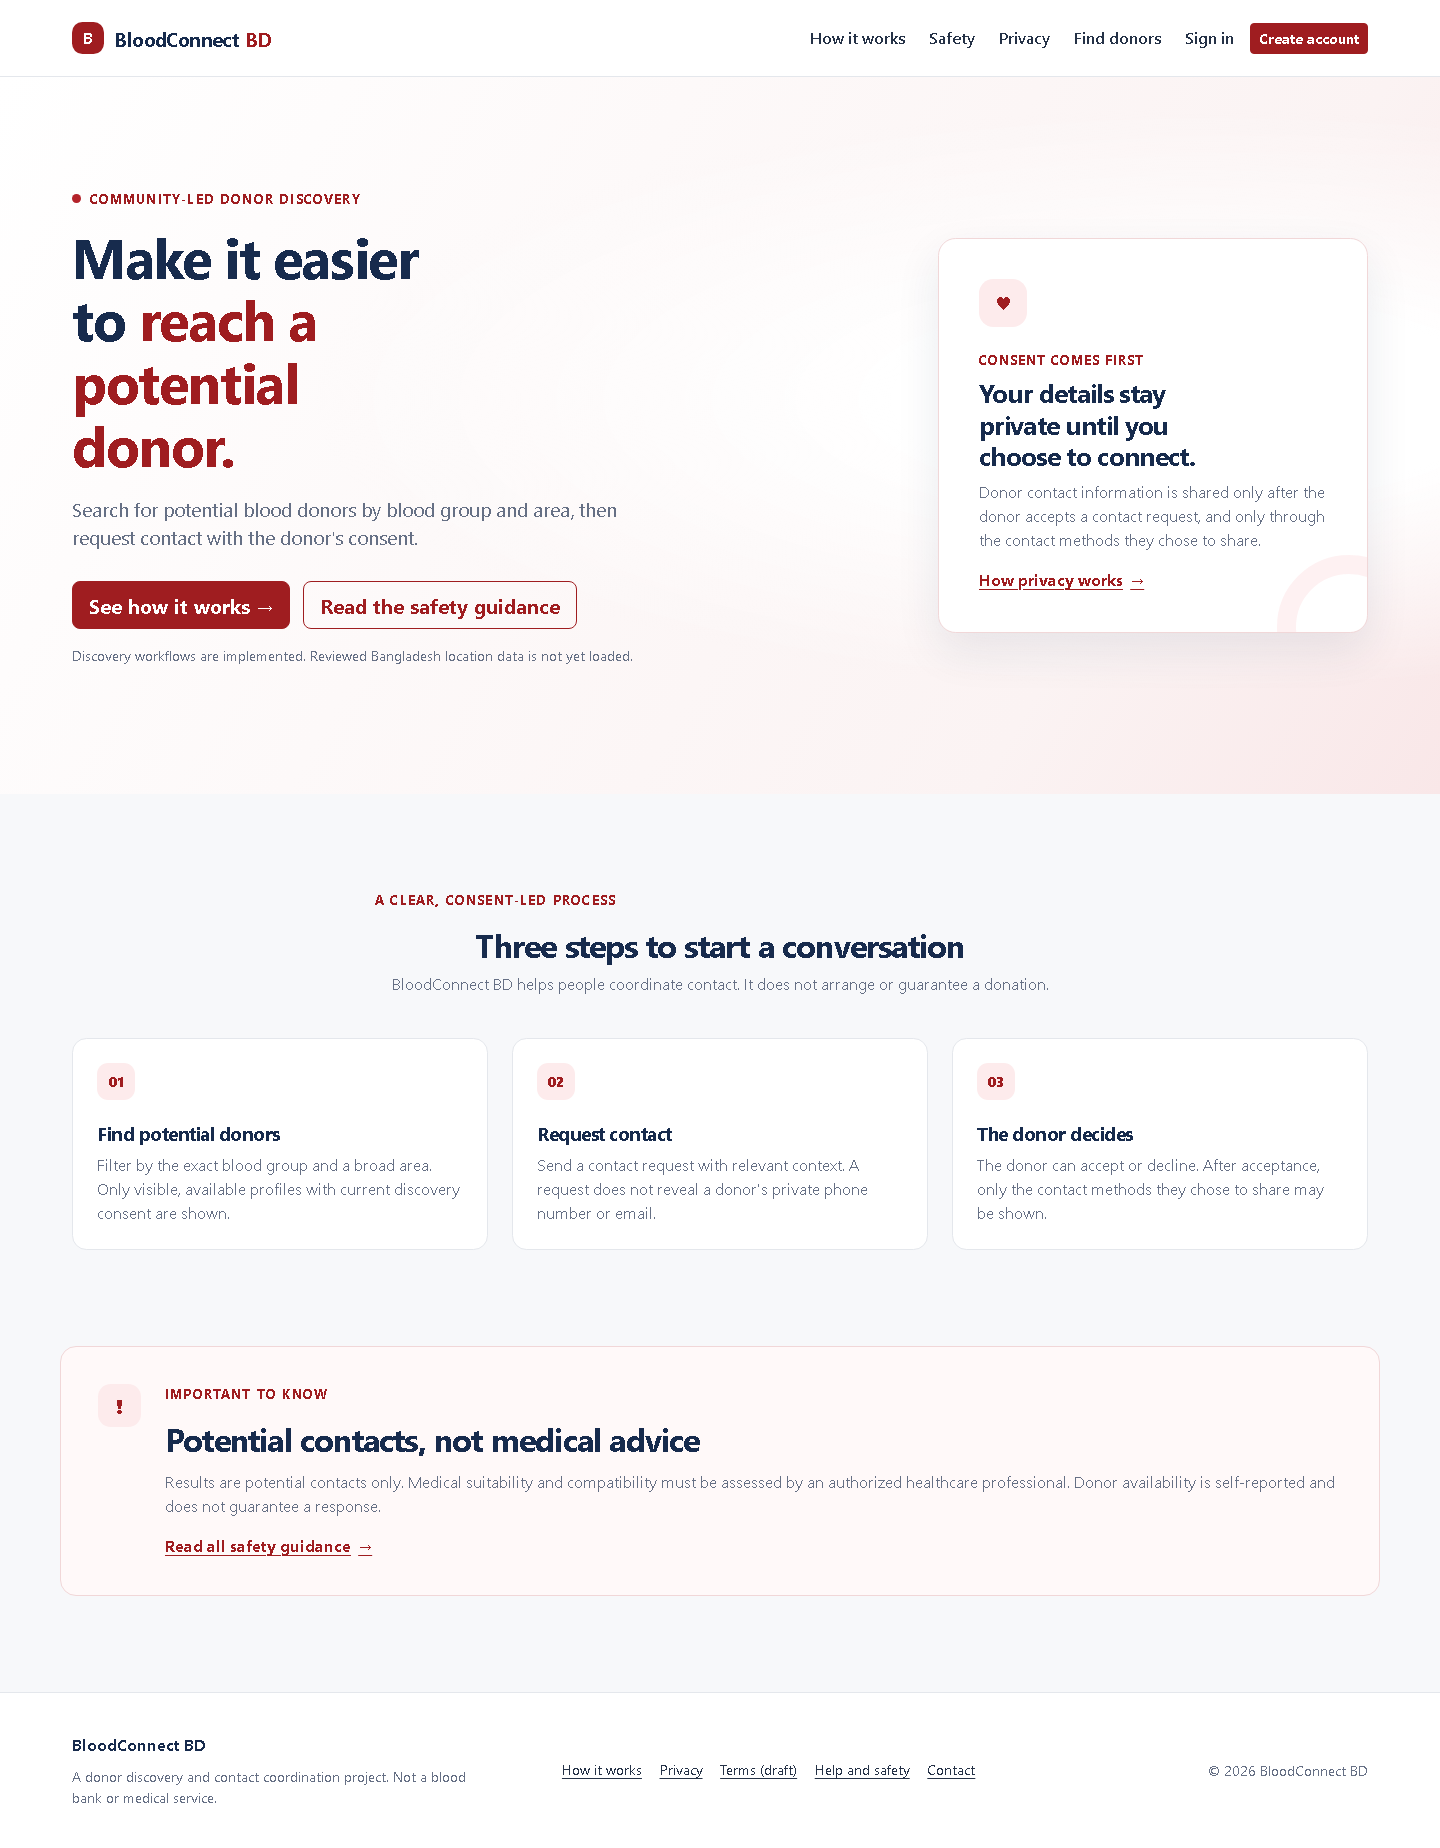 B BloodConnect BD
How it works Safety Privacy Find donors Sign in Create account
COMMUNITY-LED DONOR DISCOVERY
Make it easier
to reach a
potential
donor.
Search for potential blood donors by blood group and area, then
request contact with the donor's consent.
See how it works →
Read the safety guidance
Discovery workflows are implemented. Reviewed Bangladesh location data is not yet loaded.
CONSENT COMES FIRST
Your details stay
private until you
choose to connect.
Donor contact information is shared only after the
donor accepts a contact request, and only through
the contact methods they chose to share.
How privacy works →
A CLEAR, CONSENT-LED PROCESS
Three steps to start a conversation
BloodConnect BD helps people coordinate contact. It does not arrange or guarantee a donation.
01
Find potential donors
Filter by the exact blood group and a broad area.
Only visible, available profiles with current discovery
consent are shown.
02
Request contact
Send a contact request with relevant context. A
request does not reveal a donor's private phone
number or email.
03
The donor decides
The donor can accept or decline. After acceptance,
only the contact methods they chose to share may
be shown.
!
IMPORTANT TO KNOW
Potential contacts, not medical advice
Results are potential contacts only. Medical suitability and compatibility must be assessed by an authorized healthcare professional. Donor availability is self-reported and
does not guarantee a response.
Read all safety guidance →
BloodConnect BD
A donor discovery and contact coordination project. Not a blood
bank or medical service.
How it works Privacy Terms (draft) Help and safety Contact
© 2026 BloodConnect BD